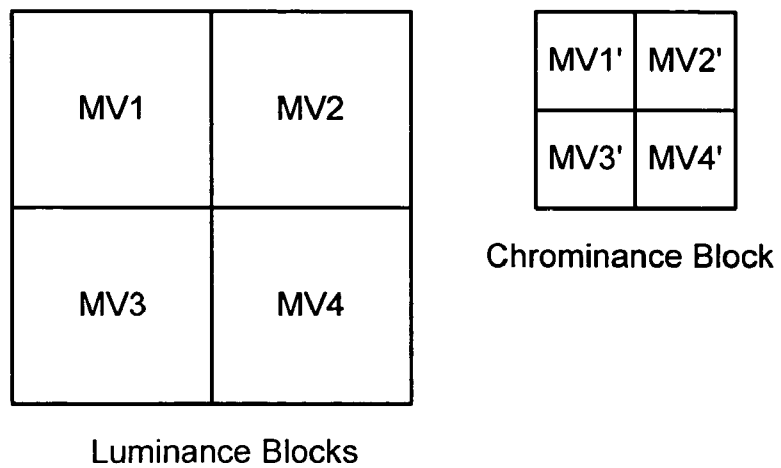 MV1 MV2
MV3 MV4
Luminance Blocks
MV1' MV2'
MV3' MV4'
Chrominance Block